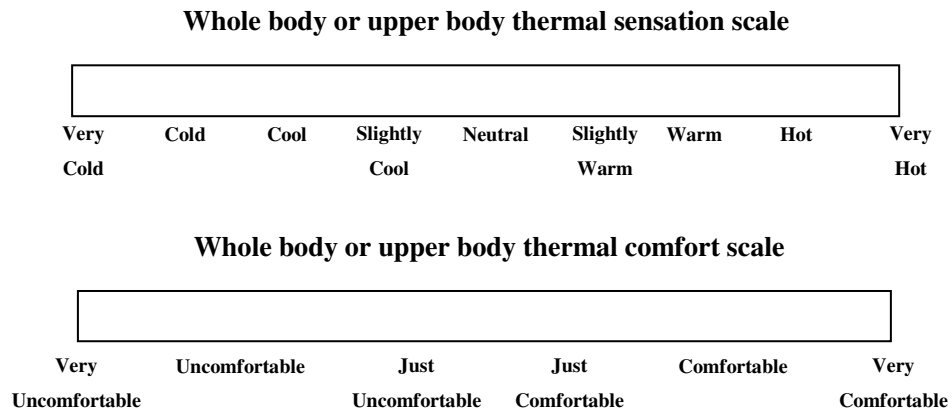 Whole body or upper body thermal sensation scale
Very Cold Cool Slightly Neutral Slightly Warm Hot Very
Cold Cool Warm Hot
Whole body or upper body thermal comfort scale
Very Uncomfortable Just Just Comfortable Very
Uncomfortable Uncomfortable Comfortable Comfortable